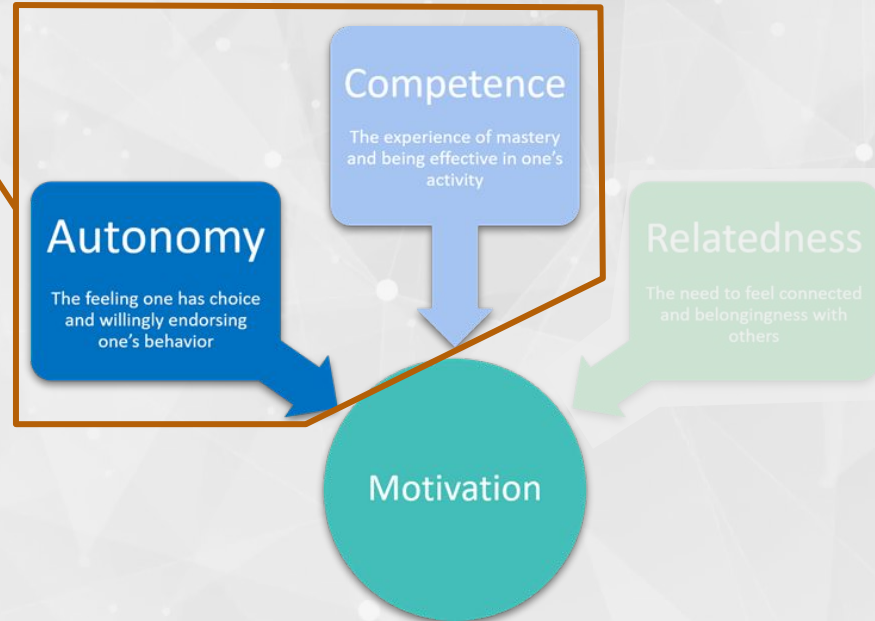 Competence
The experience of mastery
and being effective in one's
activity
Autonomy
The feeling one has choice
and willingly endorsing
one's behavior
Relatedness
The need to feel connected
and belongingness with
others
Motivation